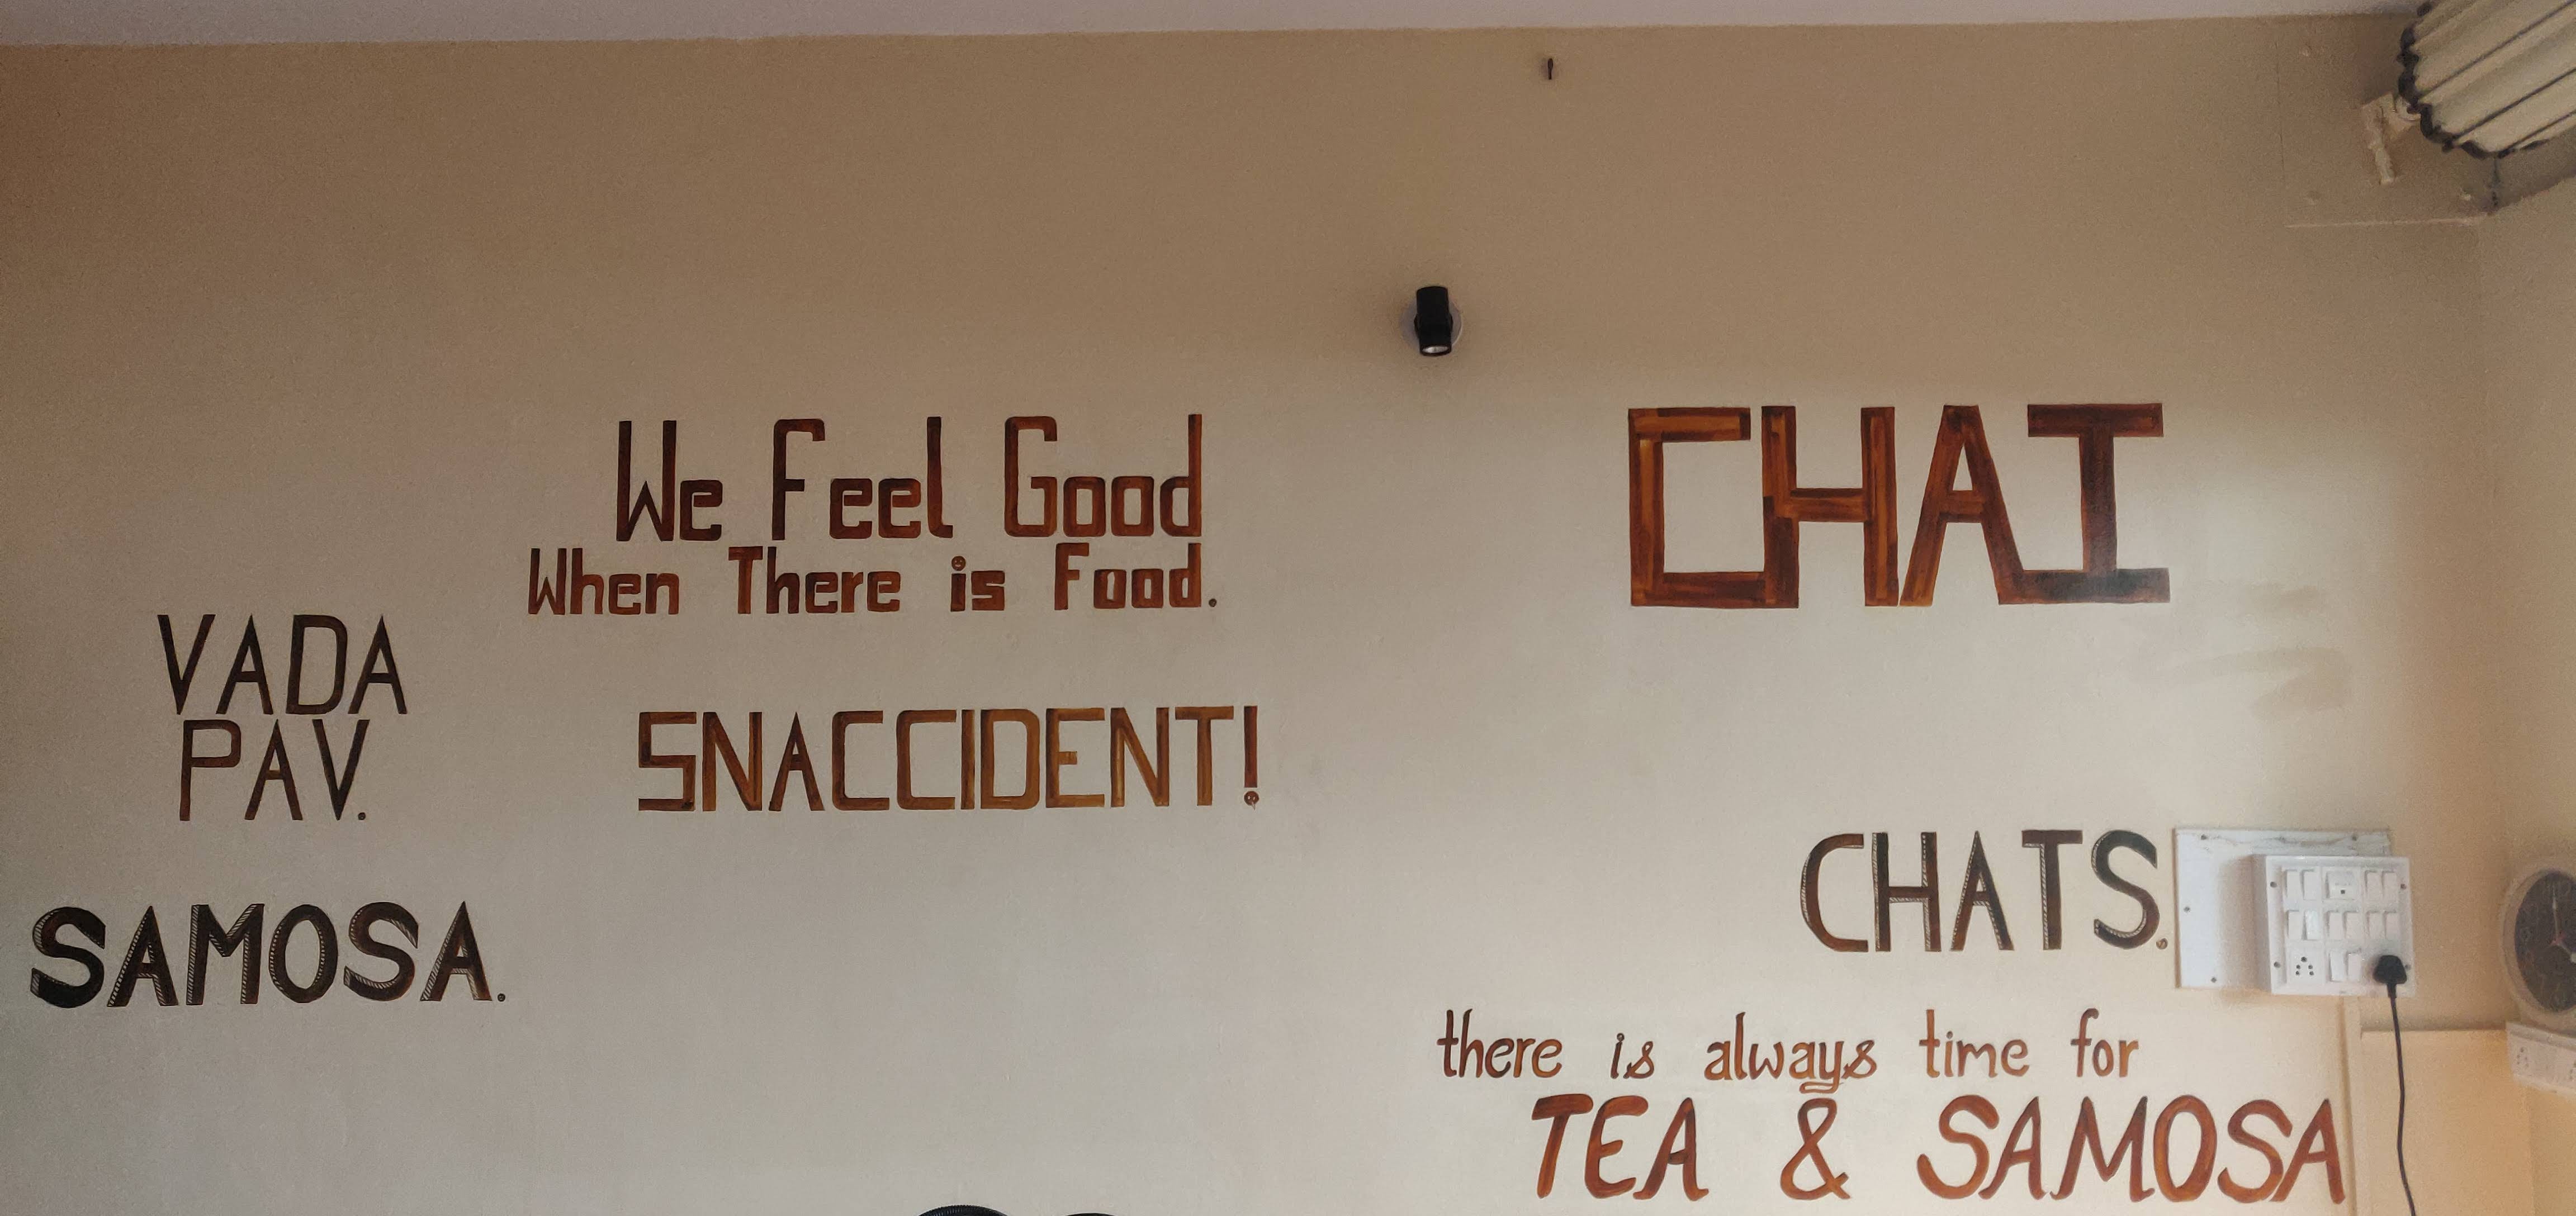 We Feel Good
When There is Food.
CHAI
VADA
PAV.
SNACCIDENT!
SAMOSA.
CHATS.
there is always time for
TEA & SAMOSA